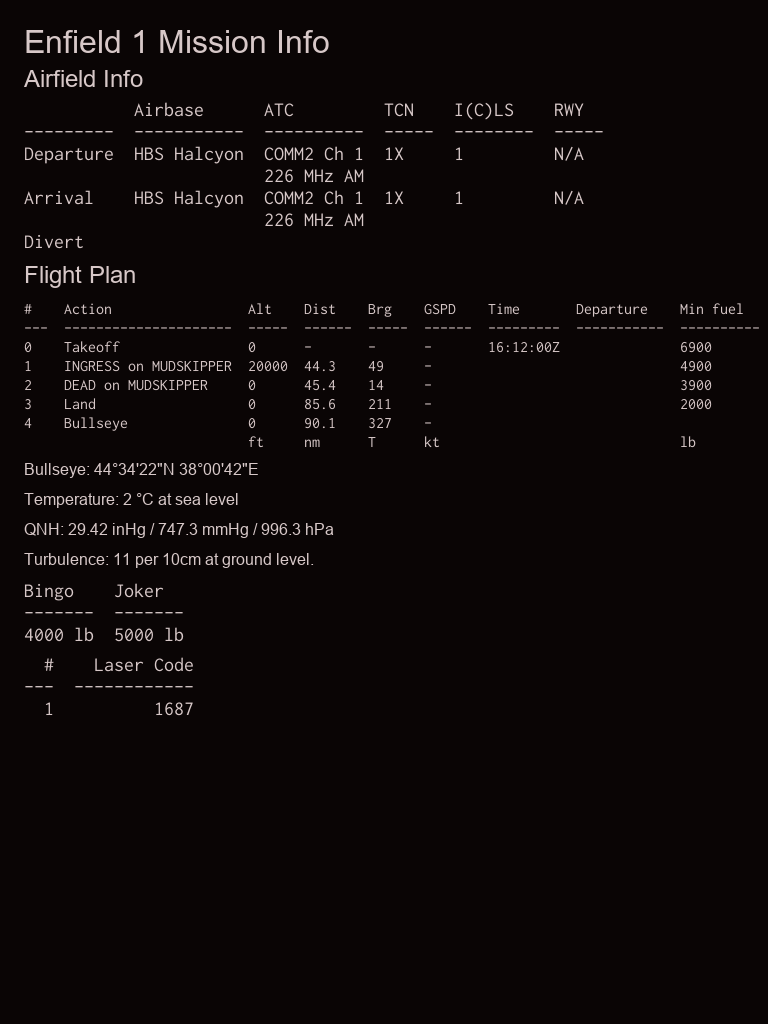 Enfield 1 Mission Info
Airfield Info
Airbase ATC TCN I(C)LS RWY
--------- ----------- ---------- ----- -------- -----
Departure HBS Halcyon COMM2 Ch 1 1X 1 N/A
226 MHz AM
Arrival HBS Halcyon COMM2 Ch 1 1X 1 N/A
226 MHz AM
Divert
Flight Plan
# Action Alt Dist Brg GSPD Time Departure Min fuel
--- --------------------- ----- ------ ----- ------ --------- ----------- ----------
0 Takeoff 0 - - - 16:12:00Z 6900
1 INGRESS on MUDSKIPPER 20000 44.3 49 - 4900
2 DEAD on MUDSKIPPER 0 45.4 14 - 3900
3 Land 0 85.6 211 - 2000
4 Bullseye 0 90.1 327 -
ft nm T kt lb
Bullseye: 44°34'22"N 38°00'42"E
Temperature: 2 °C at sea level
QNH: 29.42 inHg / 747.3 mmHg / 996.3 hPa
Turbulence: 11 per 10cm at ground level.
Bingo Joker
------- -------
4000 lb 5000 lb
# Laser Code
--- ------------
1 1687